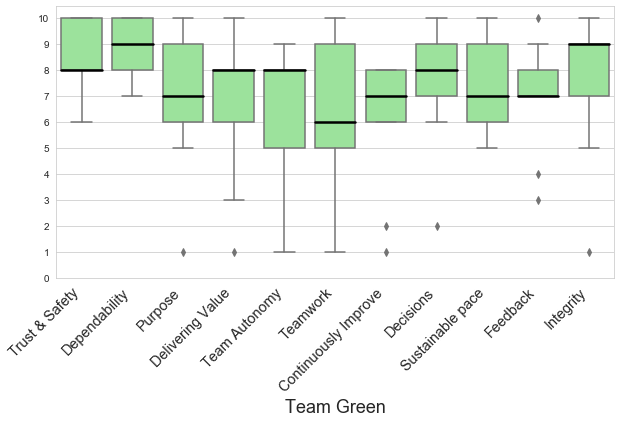 10
9
8
7
6
5
4
3
2
1
0
Trust & Safety
Dependability
Purpose
Delivering Value
Team Autonomy
Teamwork
Continuously Improve
Decisions
Sustainable pace
Feedback
Integrity
Team Green